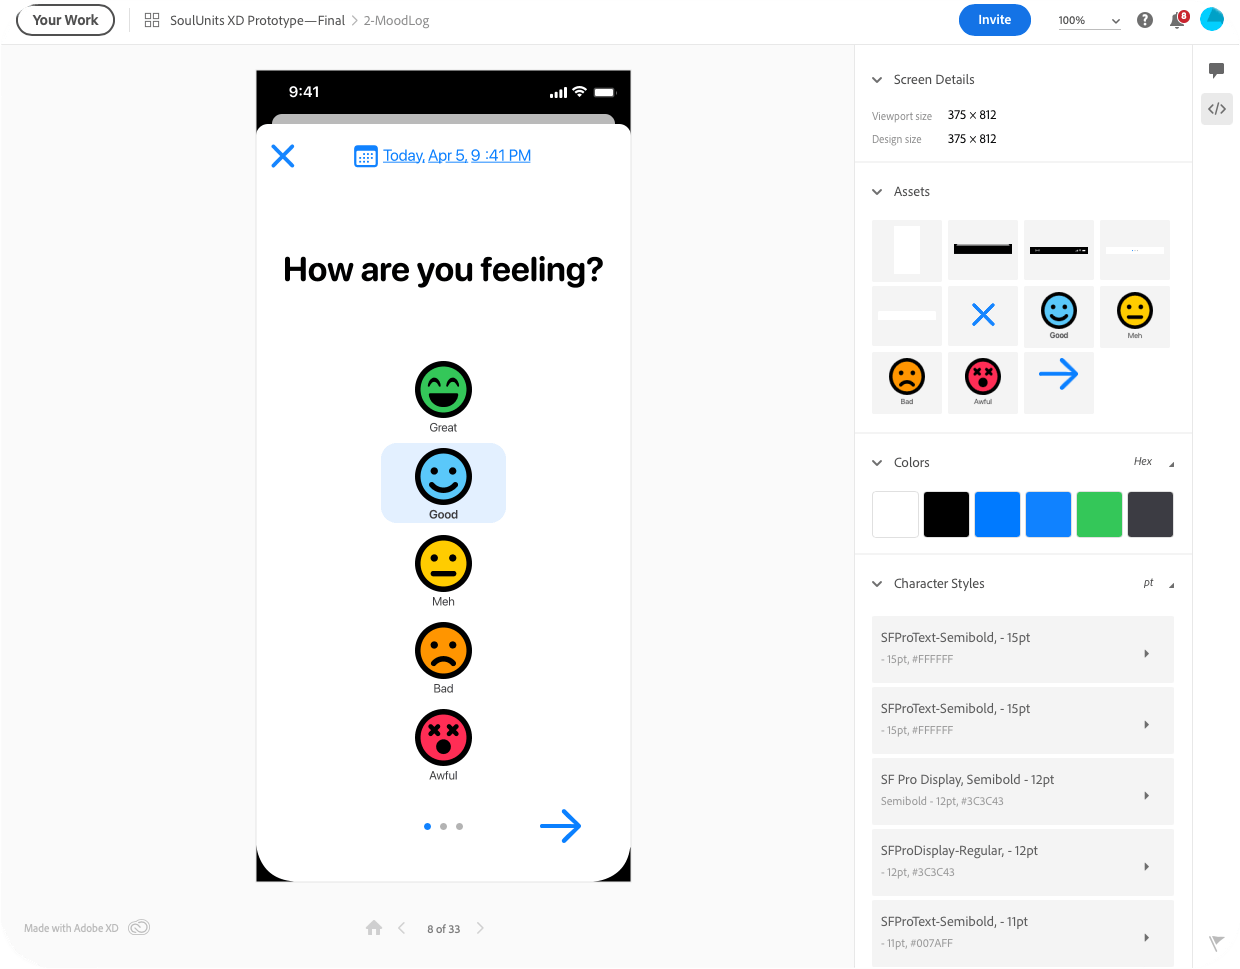 Your Work
SoulUnits XD Prototype—Final
2-MoodLog
Invite
100%
8
9:41
Today, Apr 5, 9 :41 PM
How are you feeling?
Great
Good
Meh
Bad
Awful
Made with Adobe XD
8 of 33
Screen Details
Viewport size 375 × 812
Design size 375 × 812
Assets
Good
Meh
Bad
Awful
Colors
Hex
Character Styles
pt
SFProText-Semibold, - 15pt
- 15pt, #FFFFFF
SFProText-Semibold, - 15pt
- 15pt, #FFFFFF
SF Pro Display, Semibold - 12pt
Semibold - 12pt, #3C3C43
SFProDisplay-Regular, - 12pt
- 12pt, #3C3C43
SFProText-Semibold, - 11pt
- 11pt, #007AFF